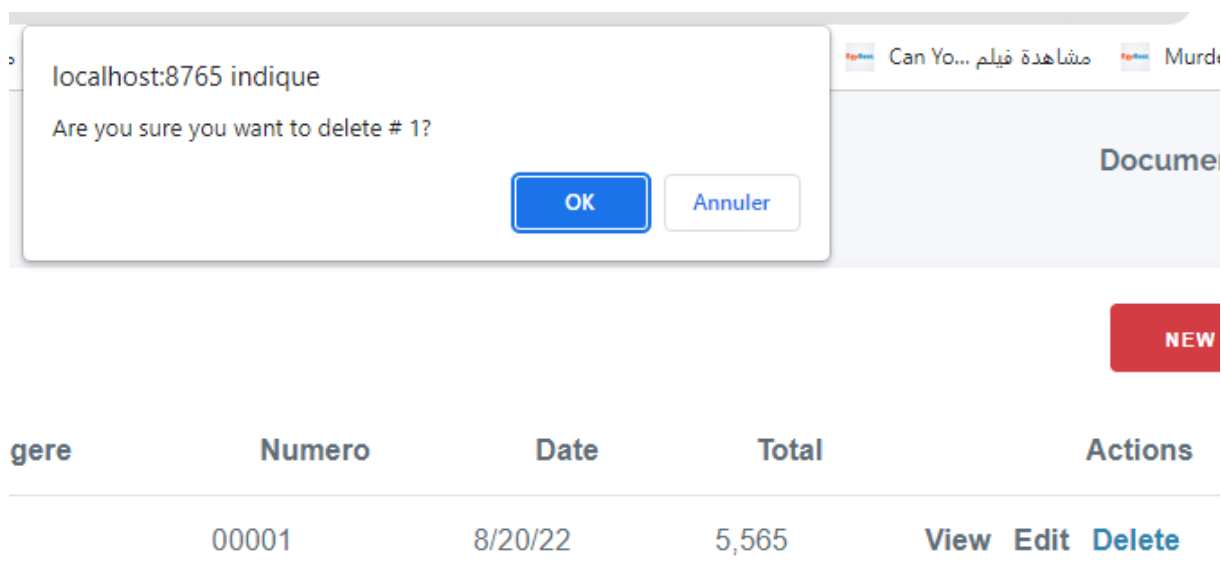 localhost:8765 indique
Are you sure you want to delete # 1?
OK Annuler
مشاهدة فيلم ...Can Yo
Murde
Documen
NEW
gere Numero Date Total Actions
00001 8/20/22 5,565 View Edit Delete